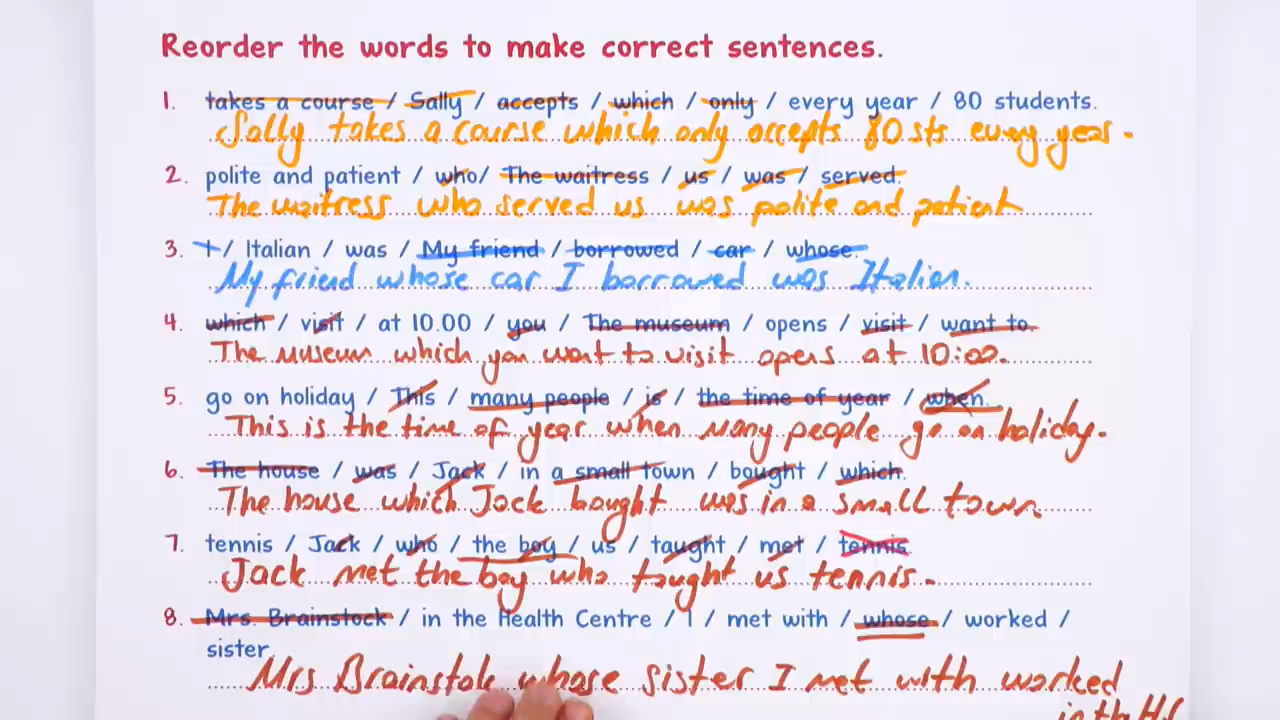 Reorder the words to make correct sentences.
1. takes a course / Sally / accepts / which / only / every year / 80 students.
Sally takes a course which only accepts 80 sts every year.
2. polite and patient / who/ The waitress / us / was / served.
The waitress who served us was polite and patient
3. I / Italian / was / My friend / borrowed / car / whose.
My friend whose car I borrowed was Italian.
4. which / visit / at 10.00 / you / The museum / opens / visit / want to.
The Museum which you want to visit opens at 10:00.
5. go on holiday / This / many people / is / the time of year / when.
This is the time of year when many people go on holiday.
6. The house / was / Jack / in a small town / bought / which.
The house which Jack bought was in a small town.
7. tennis / Jack / who / the boy / us / taught / met / tennis.
Jack met the boy who taught us tennis.
8. Mrs Brainstock / in the Health Centre / I / met with / whose / worked /
sister.
Mrs Brainstok whose sister I met with worked
in th H.C